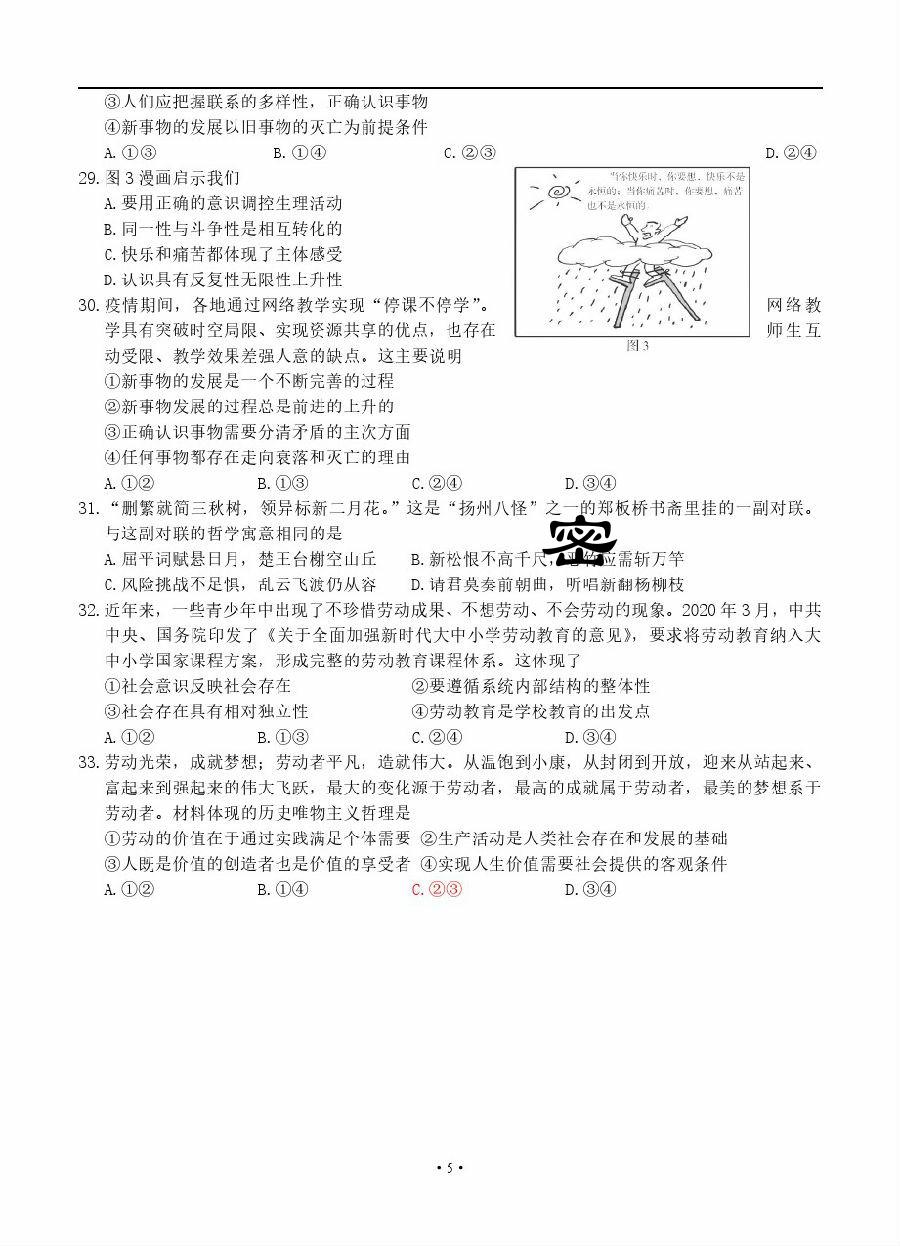 ③人们应把握联系的多样性，正确认识事物
④新事物的发展以旧事物的灭亡为前提条件
A. ①③ B. ①④ C. ②③ D. ②④
29. 图 3 漫画启示我们
A. 要用正确的意识调控生理活动
B. 同一性与斗争性是相互转化的
C. 快乐和痛苦都体现了主体感受
D. 认识具有反复性无限性上升性
当你快乐时，你要想，快乐不是
永恒的；当你痛苦时，你要想，痛苦
也不是永恒的
图 3
30. 疫情期间，各地通过网络教学实现“停课不停学”。 网络教
学具有突破时空局限、实现资源共享的优点，也存在 师生互
动受限、教学效果差强人意的缺点。这主要说明
①新事物的发展是一个不断完善的过程
②新事物发展的过程总是前进的上升的
③正确认识事物需要分清矛盾的主次方面
④任何事物都存在走向衰落和灭亡的理由
A. ①② B. ①③ C. ②④ D. ③④
31. “删繁就简三秋树，领异标新二月花。”这是“扬州八怪”之一的郑板桥书斋里挂的一副对联。
与这副对联的哲学寓意相同的是
密
A. 屈平词赋悬日月，楚王台榭空山丘 B. 新松恨不高千尺，恶竹应需斩万竿
C. 风险挑战不足惧，乱云飞渡仍从容 D. 请君莫奏前朝曲，听唱新翻杨柳枝
32. 近年来，一些青少年中出现了不珍惜劳动成果、不想劳动、不会劳动的现象。2020 年 3 月，中共
中央、国务院印发了《关于全面加强新时代大中小学劳动教育的意见》，要求将劳动教育纳入大
中小学国家课程方案，形成完整的劳动教育课程体系。这体现了
①社会意识反映社会存在 ②要遵循系统内部结构的整体性
③社会存在具有相对独立性 ④劳动教育是学校教育的出发点
A. ①② B. ①③ C. ②④ D. ③④
33. 劳动光荣，成就梦想；劳动者平凡，造就伟大。从温饱到小康，从封闭到开放，迎来从站起来、
富起来到强起来的伟大飞跃，最大的变化源于劳动者，最高的成就属于劳动者，最美的梦想系于
劳动者。材料体现的历史唯物主义哲理是
①劳动的价值在于通过实践满足个体需要 ②生产活动是人类社会存在和发展的基础
③人既是价值的创造者也是价值的享受者 ④实现人生价值需要社会提供的客观条件
A. ①② B. ①④ C. ②③ D. ③④
• 5 •